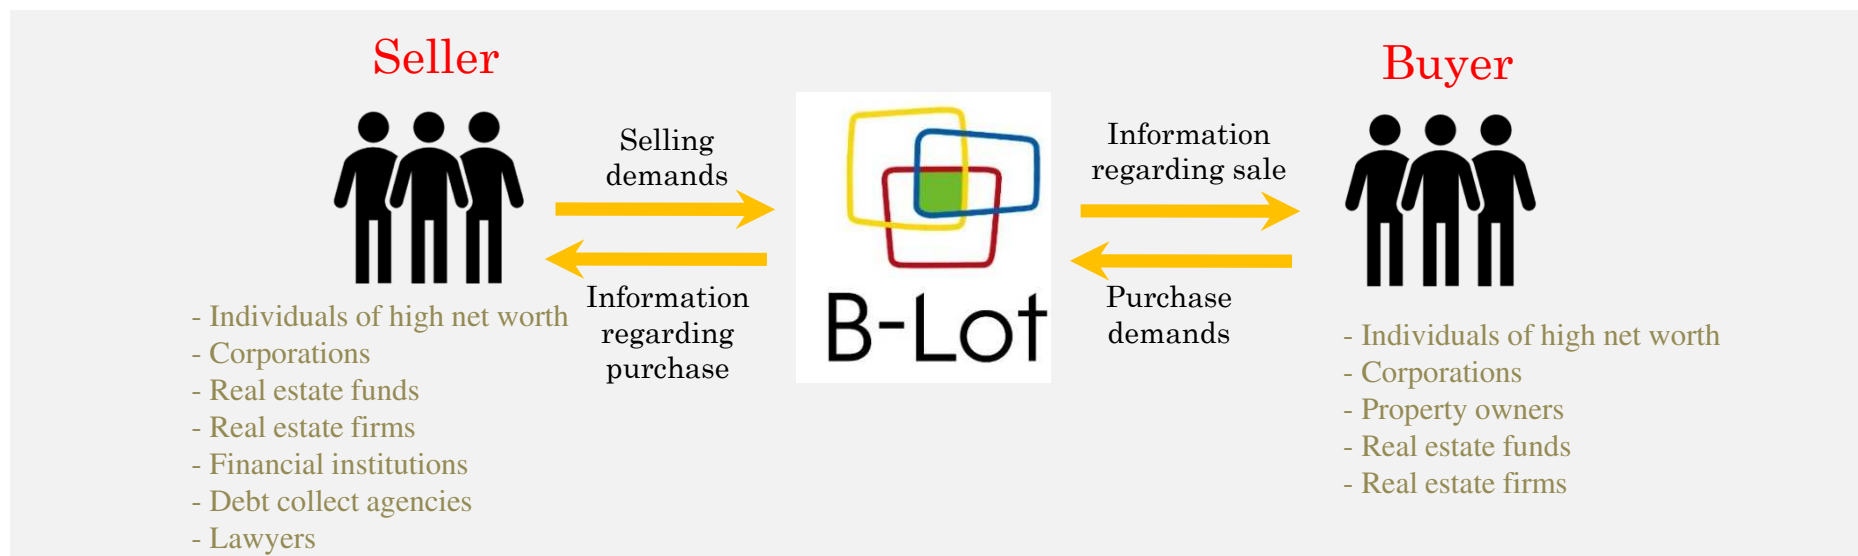 Seller
Buyer
Selling
demands
Information
regarding
purchase
B-Lot
Information
regarding sale
Purchase
demands
- Individuals of high net worth
- Corporations
- Real estate funds
- Real estate firms
- Financial institutions
- Debt collect agencies
- Lawyers
- Individuals of high net worth
- Corporations
- Property owners
- Real estate funds
- Real estate firms